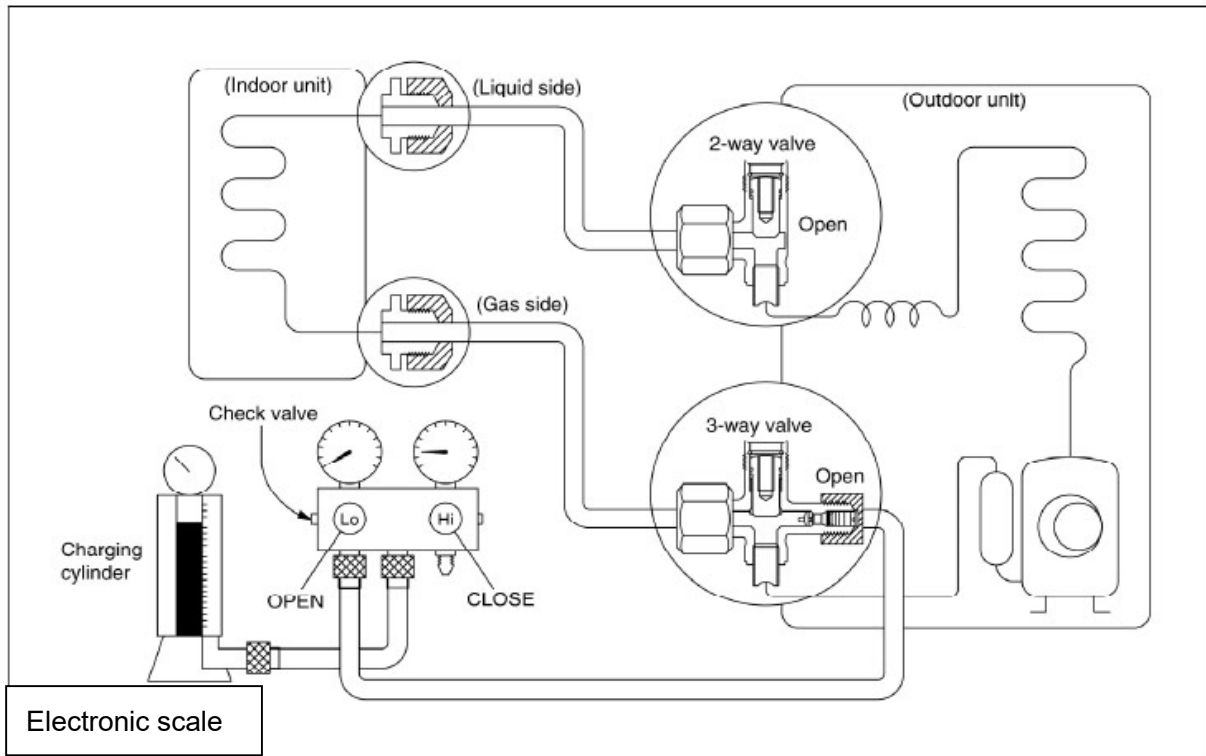 (Indoor unit)
(Liquid side)
(Outdoor unit)
2-way valve
Open
(Gas side)
Check valve
3-way valve
Open
Lo
Hi
Charging
cylinder
OPEN
CLOSE
Electronic scale